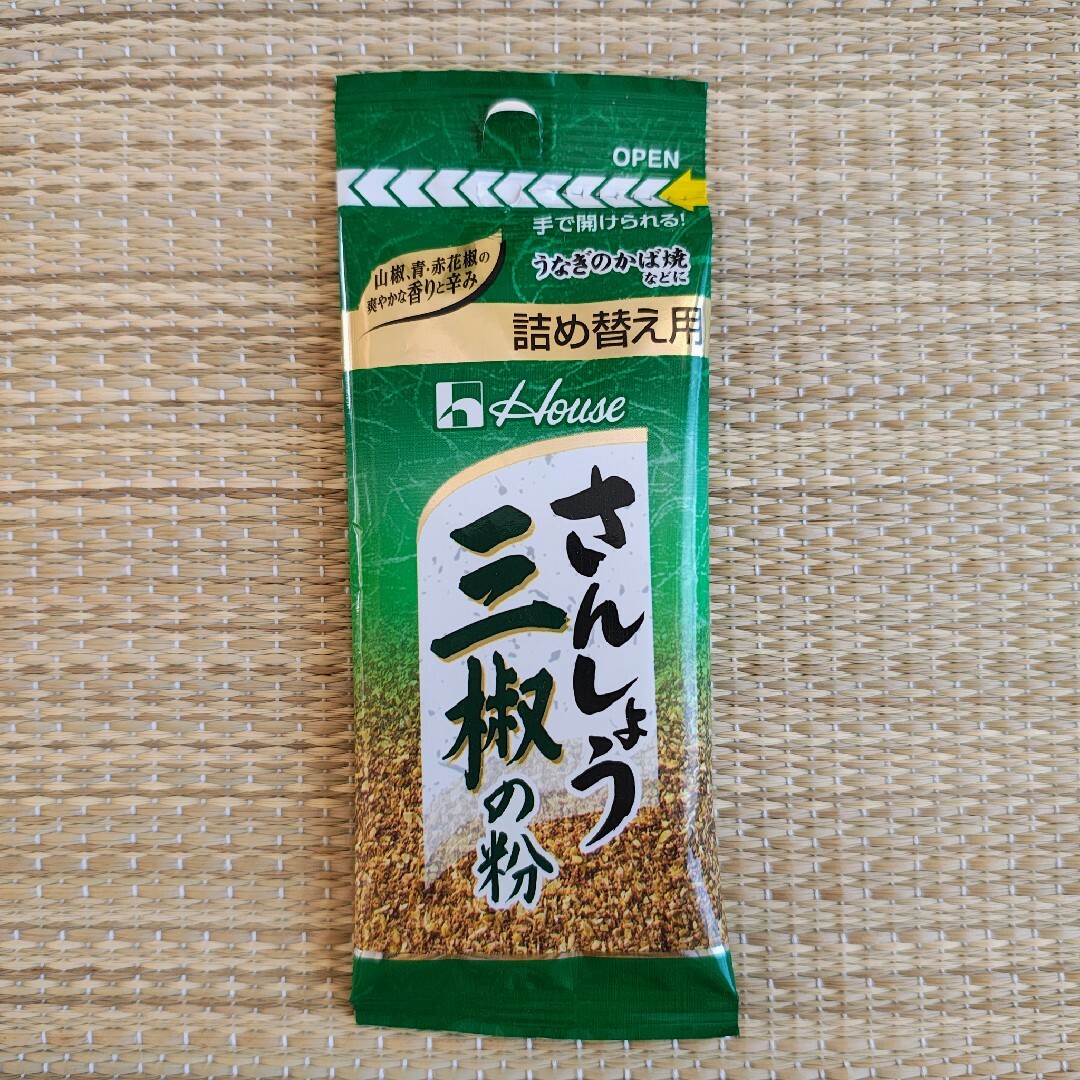 OPEN
手で開けられる!
山椒、青・赤花椒の
爽やかな香りと辛み
うなぎのかば焼
などに
詰め替え用
House
さんしょう
三椒の粉